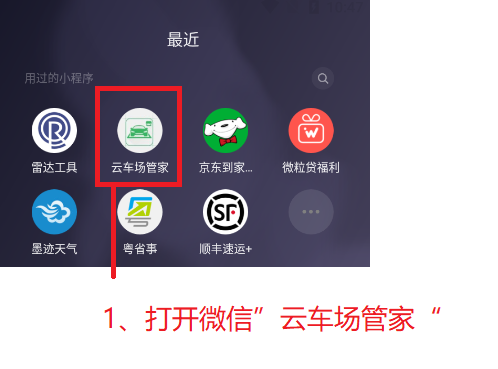 最近
用过的小程序
雷达工具 云车场管家 京东到家... 微粒贷福利
SF
墨迹天气 粤省事 顺丰速运+
1、打开微信”云车场管家“